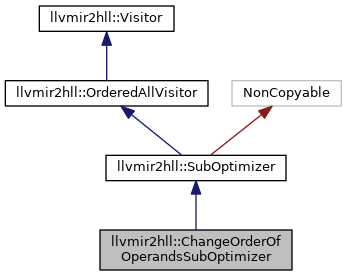 llvmir2hll::Visitor
llvmir2hll::OrderedAllVisitor
NonCopyable
llvmir2hll::SubOptimizer
llvmir2hll::ChangeOrderOf
OperandsSubOptimizer